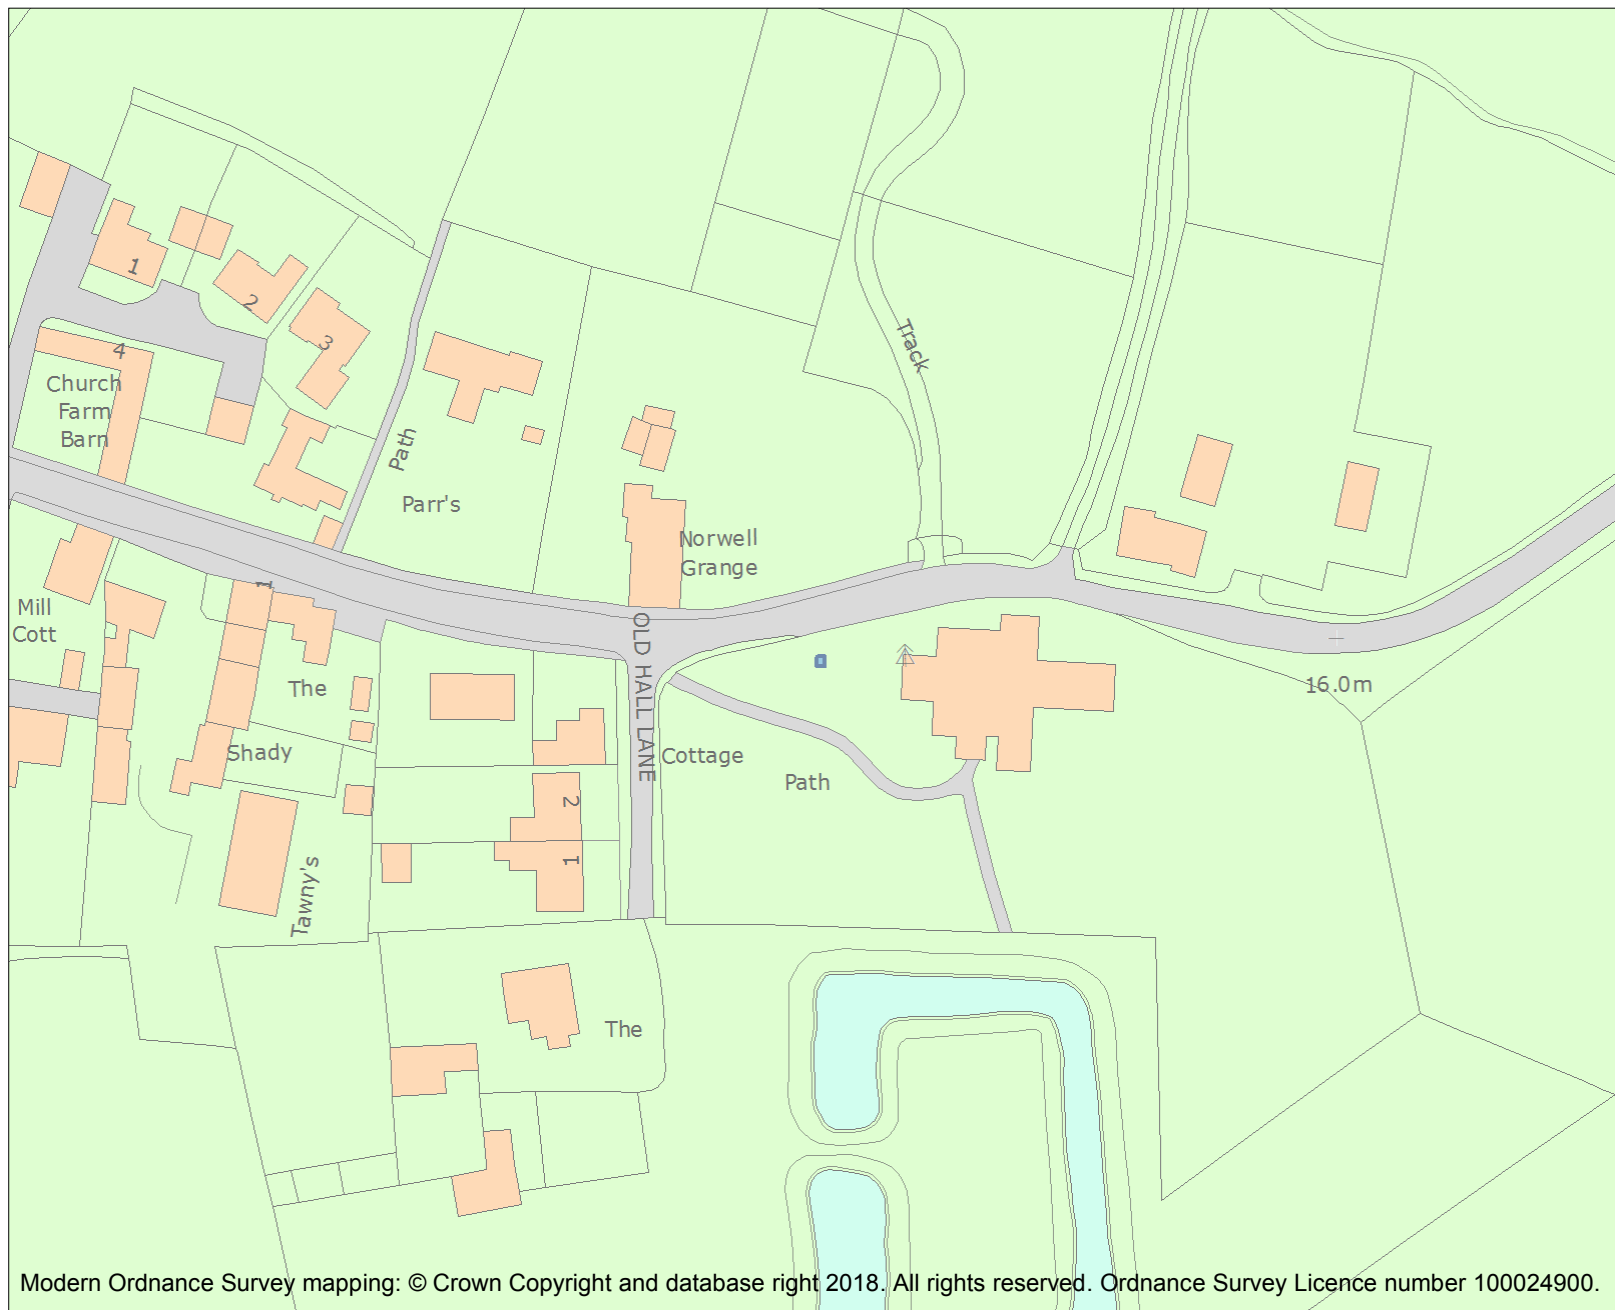 1
2
3
4
Church
Farm
Barn
Track
Path
Parr's
Norwell
Grange
Mill
Cott
1
The
OLD HALL LANE
16.0m
Shady
Cottage
Path
2
1
Tawny's
The
Modern Ordnance Survey mapping: © Crown Copyright and database right 2018. All rights reserved. Ordnance Survey Licence number 100024900.